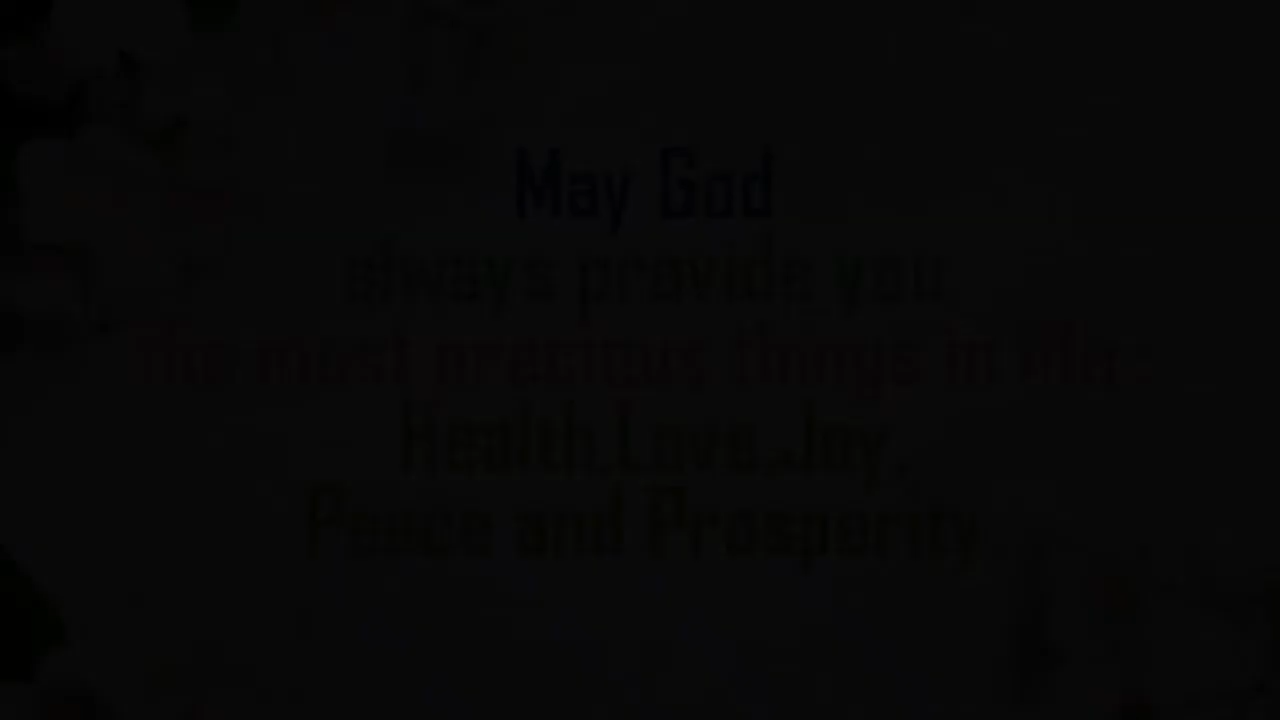 May God
always provide you
the most precious things in life:
Health, Love, Joy,
Peace and Prosperity